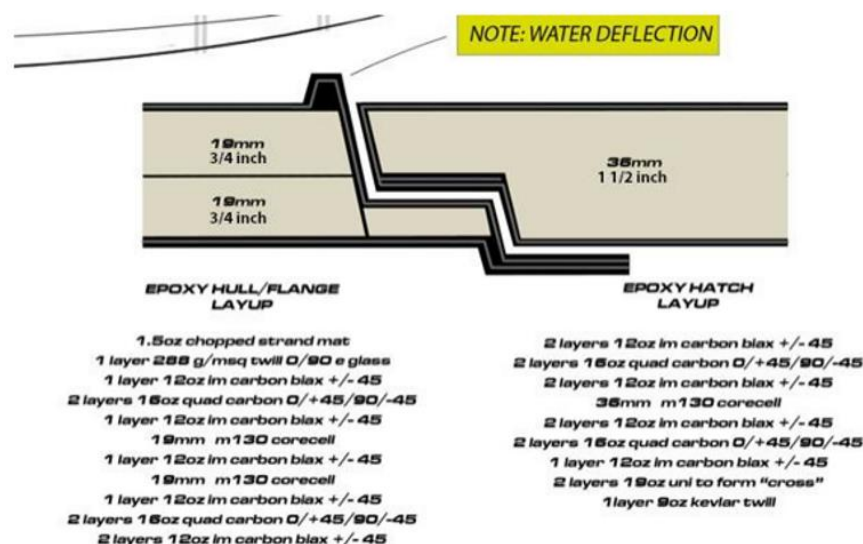 NOTE: WATER DEFLECTION
19mm
3/4 inch
19mm
3/4 inch
36mm
1 1/2 inch
EPOXY HULL/FLANGE
LAYUP
1.5oz chopped strand mat
1 layer 288 g/msq twill 0/90 e glass
1 layer 12oz im carbon biax +/-45
2 layers 16oz quad carbon 0/+45/90/-45
1 layer 12oz im carbon biax +/-45
19mm m130 corecell
1 layer 12oz im carbon biax +/-45
19mm m130 corecell
1 layer 12oz im carbon biax +/-45
2 layers 16oz quad carbon 0/+45/90/-45
2 layers 12oz im carbon biax +/-45
EPOXY HATCH
LAYUP
2 layers 12oz im carbon biax +/-45
2 layers 16oz quad carbon 0/+45/90/-45
2 layers 12oz im carbon biax +/-45
36mm m130 corecell
2 layers 12oz im carbon biax +/-45
2 layers 16oz quad carbon 0/+45/90/-45
1 layer 12oz im carbon biax +/-45
2 layers 19oz uni to form "cross"
1layer 9oz kevlar twill